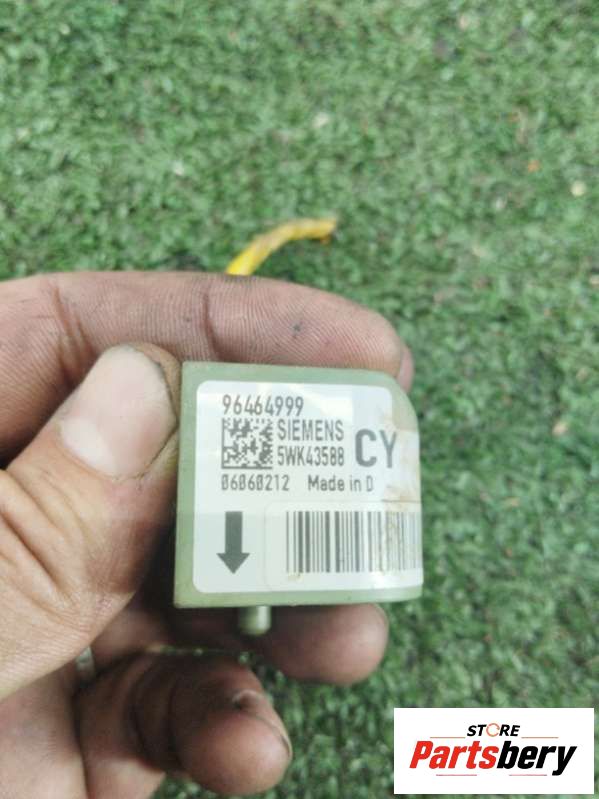 96464999
SIEMENS
5WK43588
CY
06060212 Made in D
STORE
Partsbery